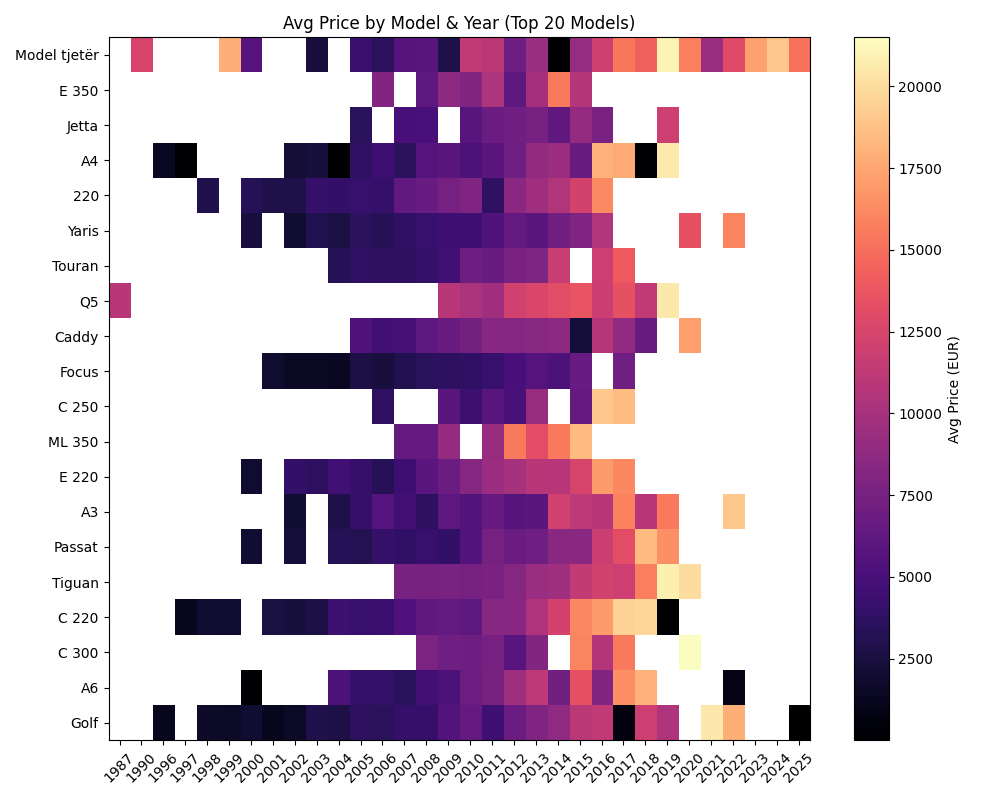 Avg Price by Model & Year (Top 20 Models)
Model tjetër
E 350
Jetta
A4
220
Yaris
Touran
Q5
Caddy
Focus
C 250
ML 350
E 220
A3
Passat
Tiguan
C 220
C 300
A6
Golf
1987
1990
1996
1997
1998
1999
2000
2001
2002
2003
2004
2005
2006
2007
2008
2009
2010
2011
2012
2013
2014
2015
2016
2017
2018
2019
2020
2021
2022
2023
2024
2025
20000
17500
15000
12500
10000
7500
5000
2500
Avg Price (EUR)